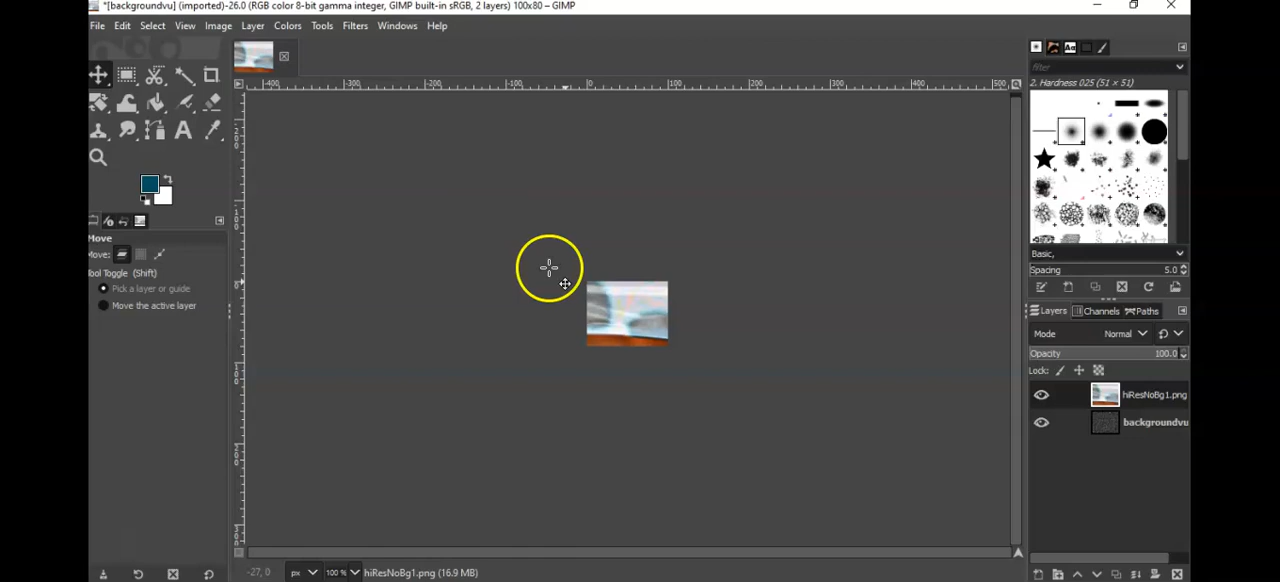 *[backgroundvu] (imported)-26.0 (RGB color 8-bit gamma integer, GIMP built-in sRGB, 2 layers) 100x80 – GIMP
File Edit Select View Image Layer Colors Tools Filters Windows Help
-400 -300 -200 -100 0 100 200 300 400 500
filter
2. Hardness 025 (51 × 51)
Move
Move:
Tool Toggle (Shift)
Pick a layer or guide
Move the active layer
Basic,
Spacing 5.0
Layers Channels Paths
Mode Normal
Opacity 100.0
Lock:
hiResNoBg1.png
backgroundvu
-27, 0 px 100 % hiResNoBg1.png (16.9 MB)